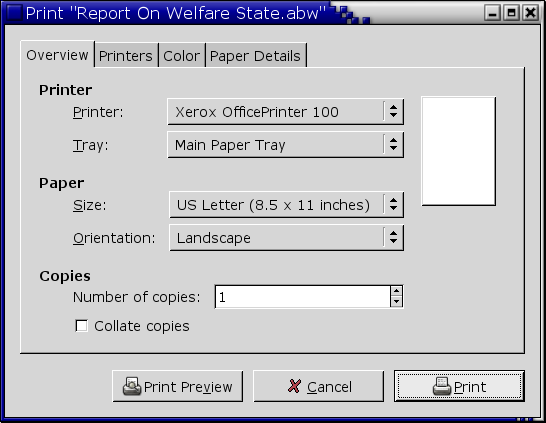 Print "Report On Welfare State.abw"
Overview Printers Color Paper Details
Printer
Printer: Xerox OfficePrinter 100
Tray: Main Paper Tray
Paper
Size: US Letter (8.5 x 11 inches)
Orientation: Landscape
Copies
Number of copies: 1
Collate copies
Print Preview Cancel Print